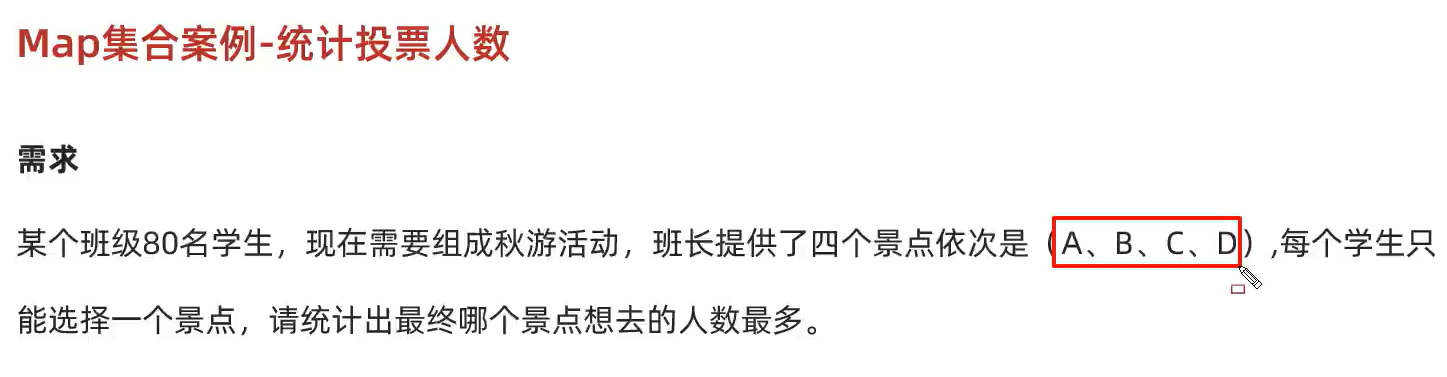 Map集合案例-统计投票人数
需求
某个班级80名学生，现在需要组成秋游活动，班长提供了四个景点依次是（A、B、C、D）,每个学生只
能选择一个景点，请统计出最终哪个景点想去的人数最多。